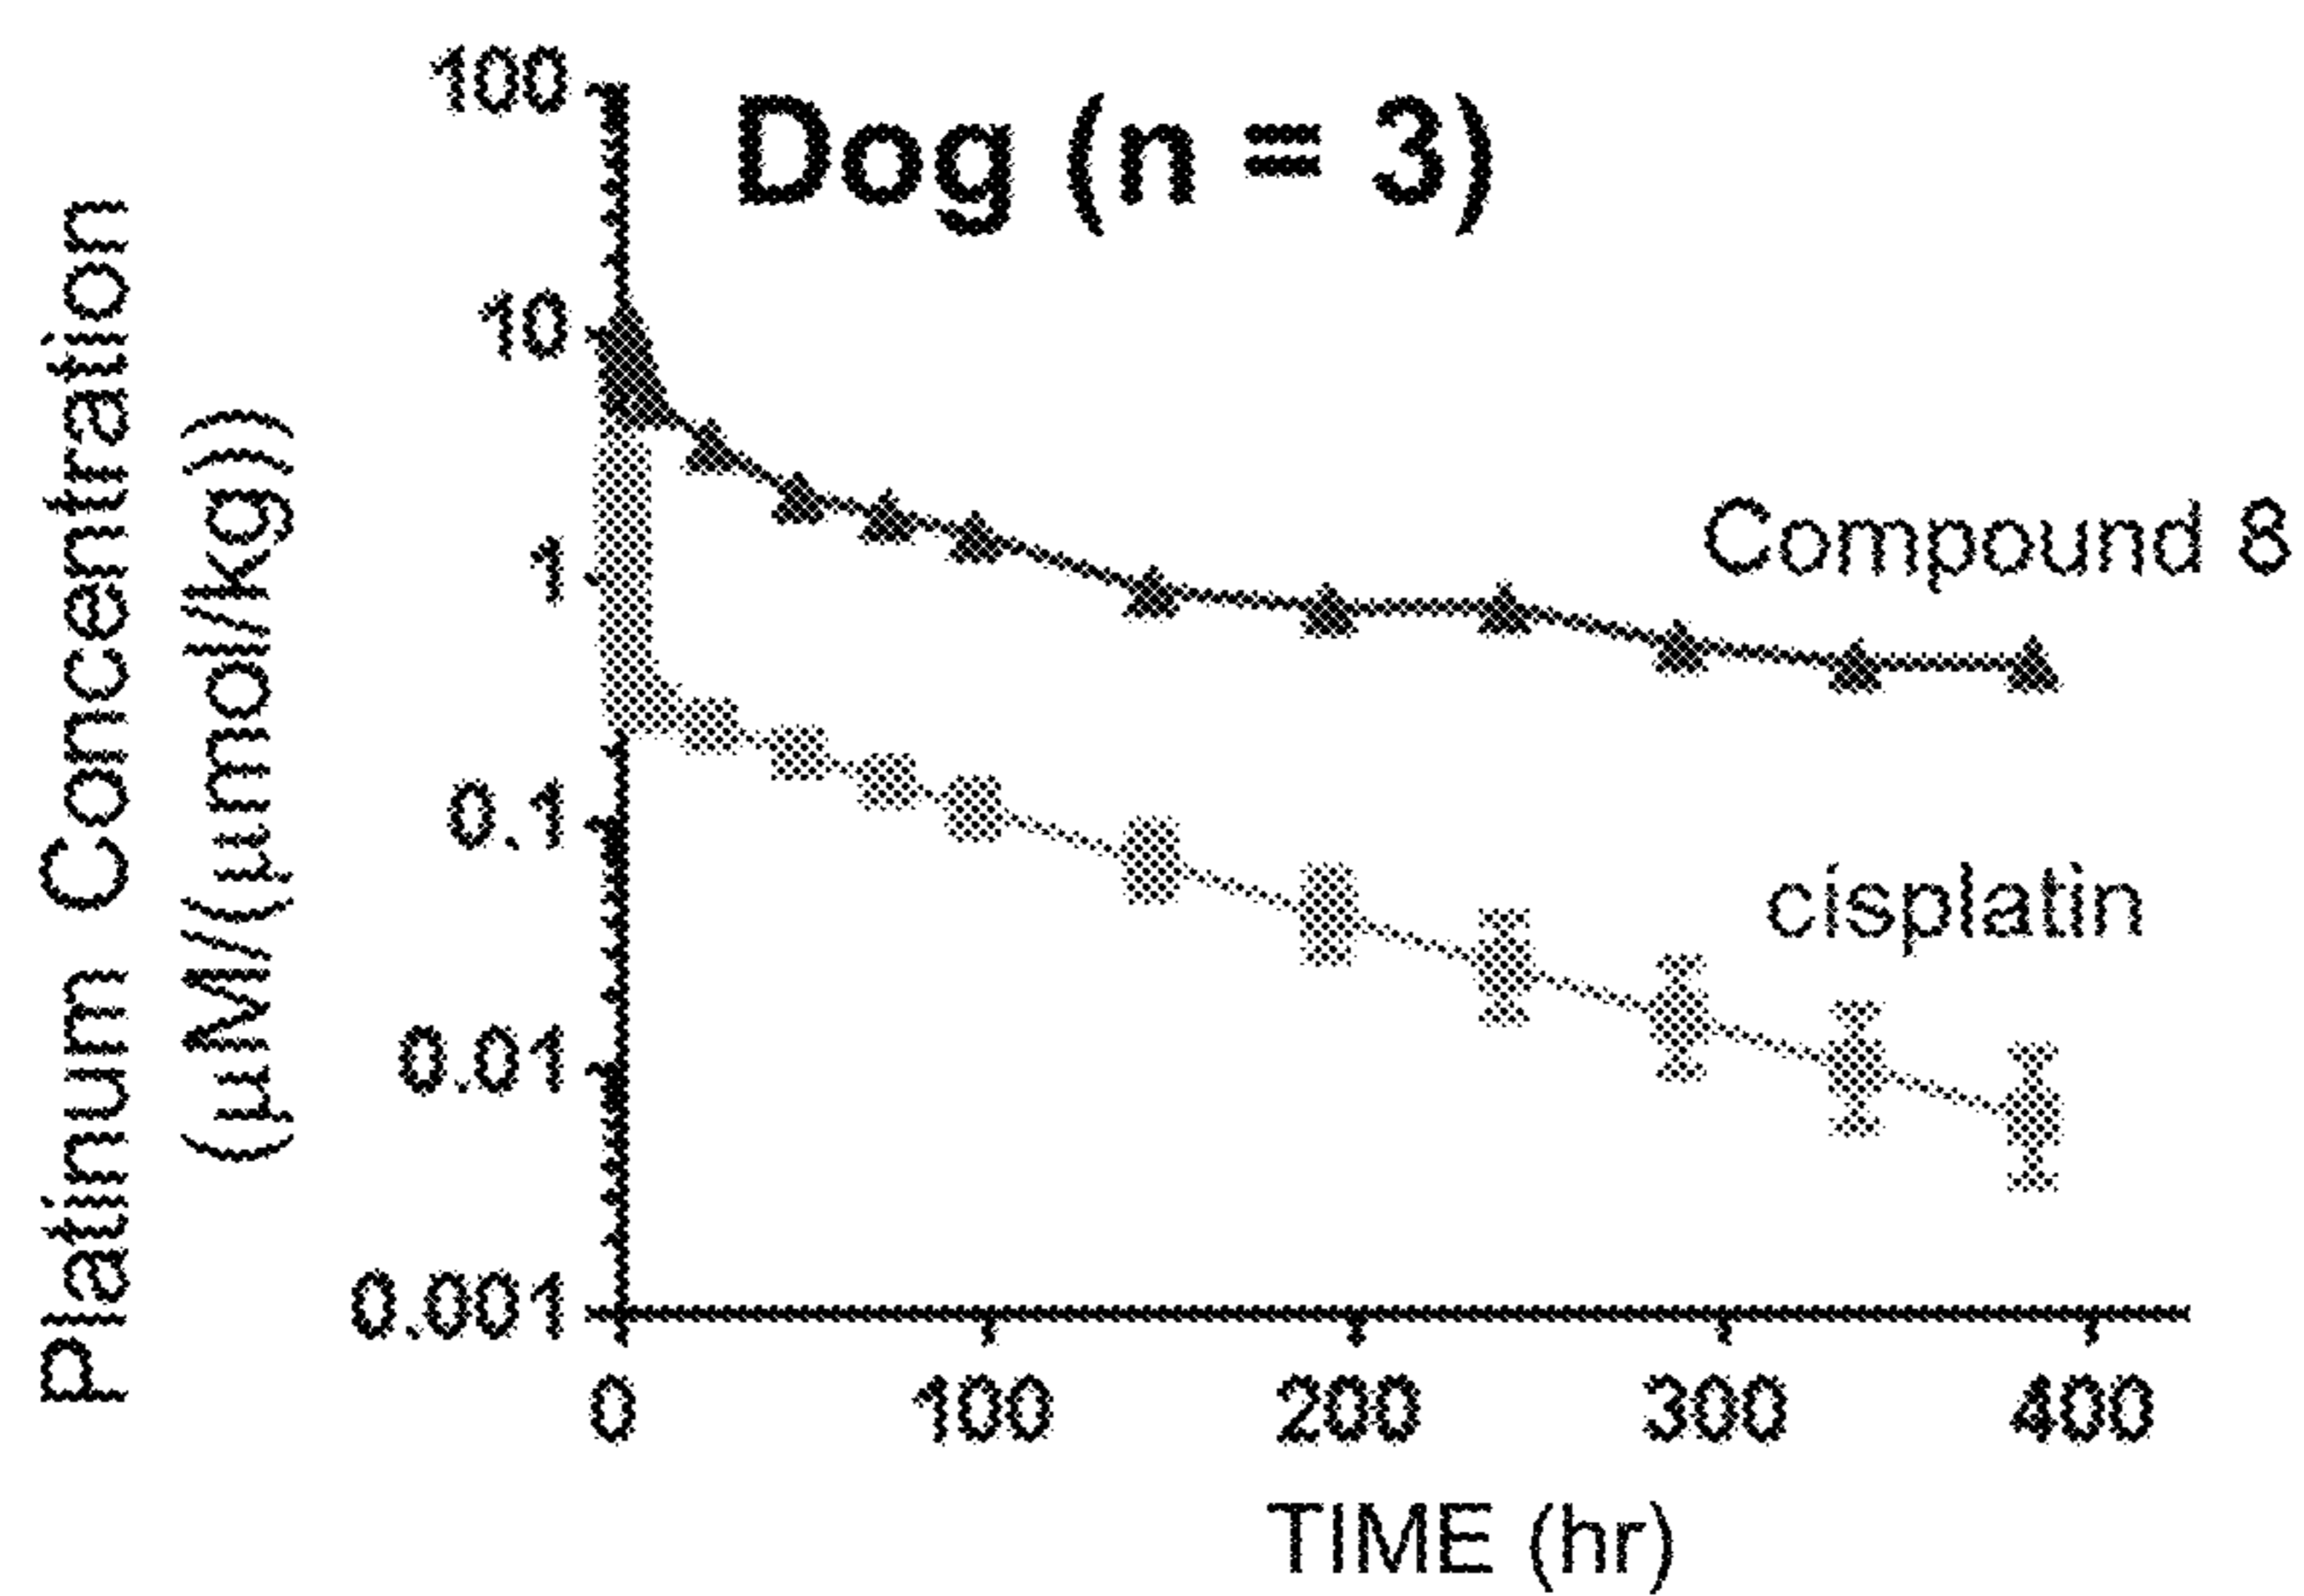 Dog (n = 3)
Platinum Concentration
(µM/(µmol/kg))
100
10
1
0.1
0.01
0.001
Compound 8
cisplatin
0 100 200 300 400
TIME (hr)